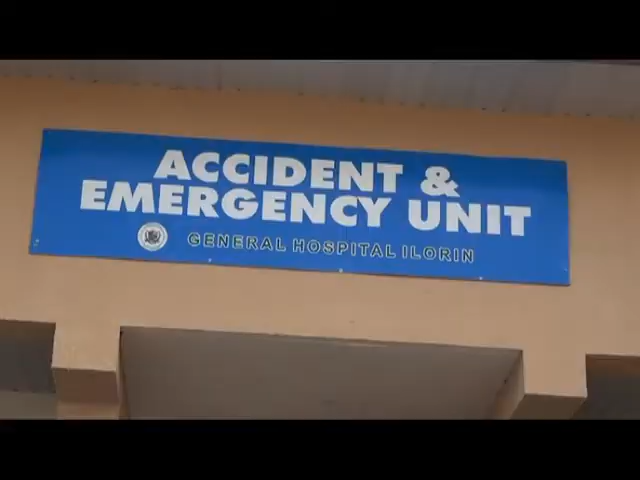 ACCIDENT &
EMERGENCY UNIT
GENERAL HOSPITAL ILORIN